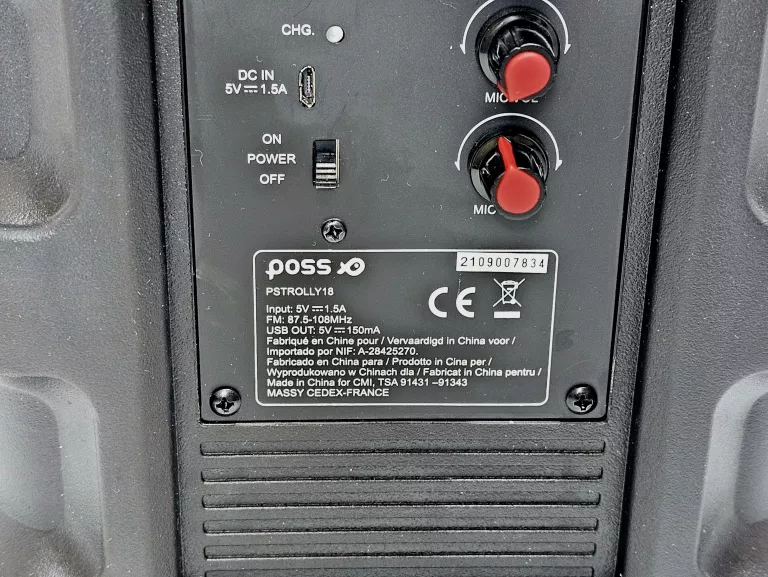 CHG.
DC IN
5V⎓1.5A
ON
POWER
OFF
MIC
MIC
poss
2109007834
PSTROLLY18
CE
Input: 5V⎓1.5A
FM: 87.5-108MHz
USB OUT: 5V⎓150mA
Fabriqué en Chine pour / Vervaardigd in China voor /
Importado por NIF: A-28425270.
Fabricado en China para / Prodotto in Cina per /
Wyprodukowano w Chinach dla / Fabricat in China pentru /
Made in China for CMI, TSA 91431 –91343
MASSY CEDEX-FRANCE